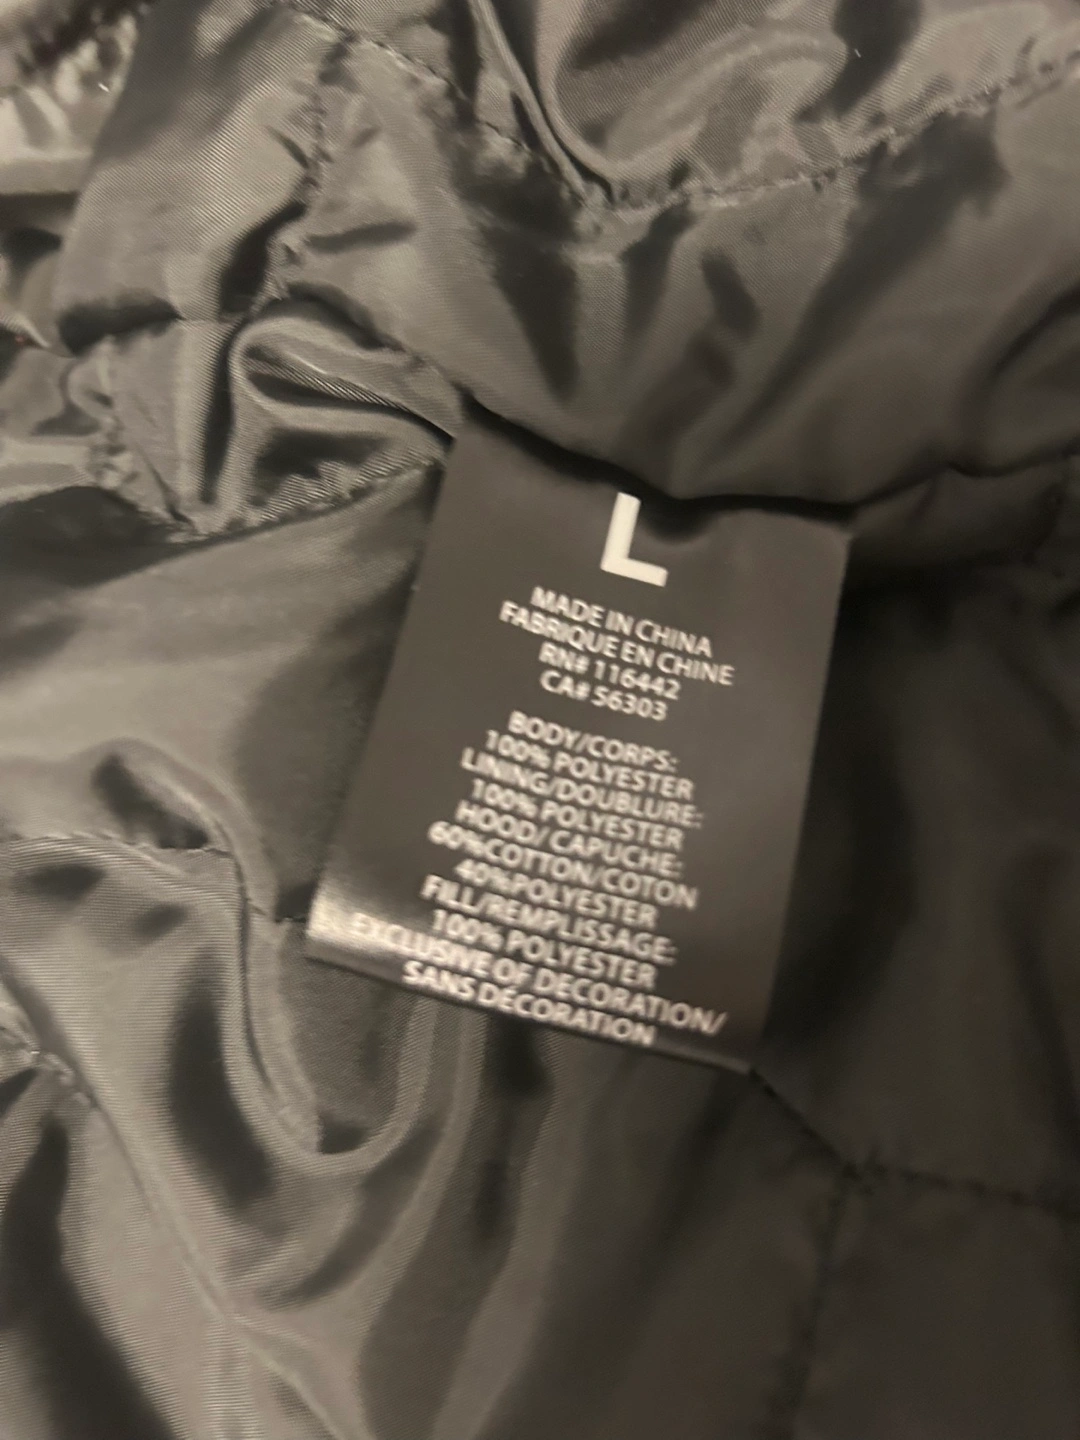 L
MADE IN CHINA
FABRIQUE EN CHINE
RN# 116442
CA# 56303
BODY/CORPS:
100% POLYESTER
LINING/DOUBLURE:
100% POLYESTER
HOOD/ CAPUCHE:
60%COTTON/COTON
40%POLYESTER
FILL/REMPLISSAGE:
100% POLYESTER
EXCLUSIVE OF DECORATION/
SANS DÉCORATION